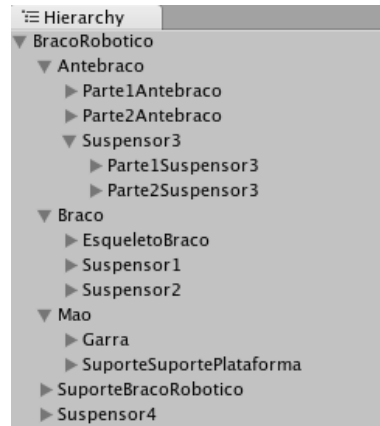 Hierarchy
BracoRobotico
Antebraco
Parte1Antebraco
Parte2Antebraco
Suspensor3
Parte1Suspensor3
Parte2Suspensor3
Braco
EsqueletoBraco
Suspensor1
Suspensor2
Mao
Garra
SuporteSuportePlataforma
SuporteBracoRobotico
Suspensor4